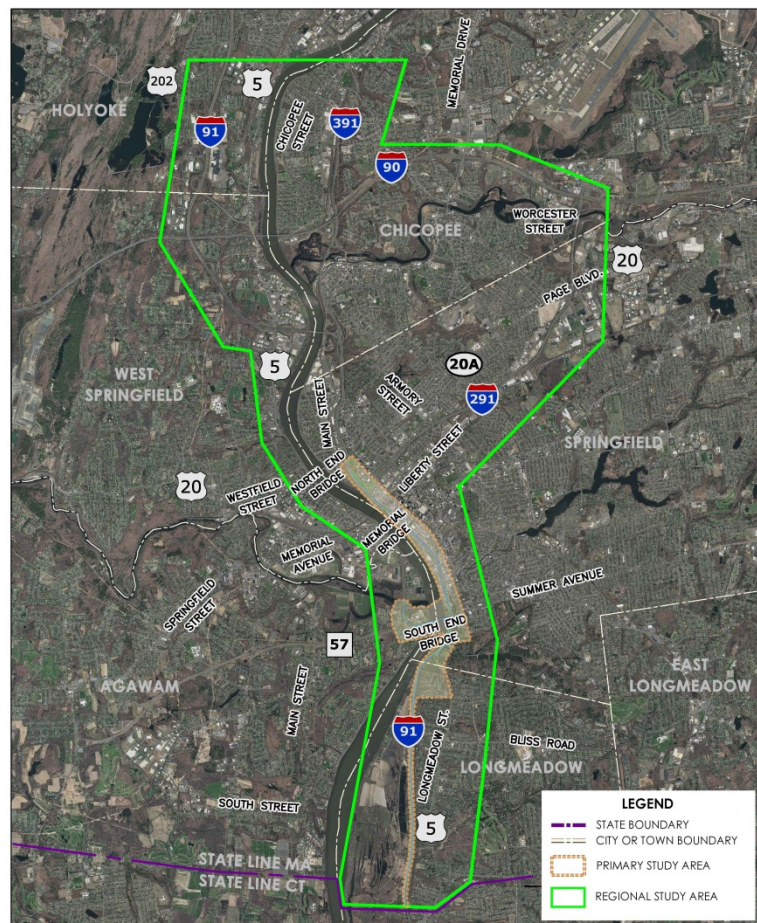 202
5
HOLYOKE
91
CHICOPEE
STREET
391
MEMORIAL DRIVE
90
CHICOPEE
WORCESTER
STREET
20
PAGE BLVD.
WEST
SPRINGFIELD
5
MAIN STREET
ARMORY
STREET
20A
291
SPRINGFIELD
20
WESTFIELD
STREET
NORTH END
BRIDGE
LIBERTY STREET
MEMORIAL
AVENUE
MEMORIAL
BRIDGE
SPRINGFIELD
STREET
SUMMER AVENUE
57
SOUTH END
BRIDGE
AGAWAM
MAIN STREET
EAST
LONGMEADOW
91
LONGMEADOW ST.
BLISS ROAD
LONGMEADOW
SOUTH STREET
5
STATE LINE MA
STATE LINE CT
LEGEND
STATE BOUNDARY
CITY OR TOWN BOUNDARY
PRIMARY STUDY AREA
REGIONAL STUDY AREA